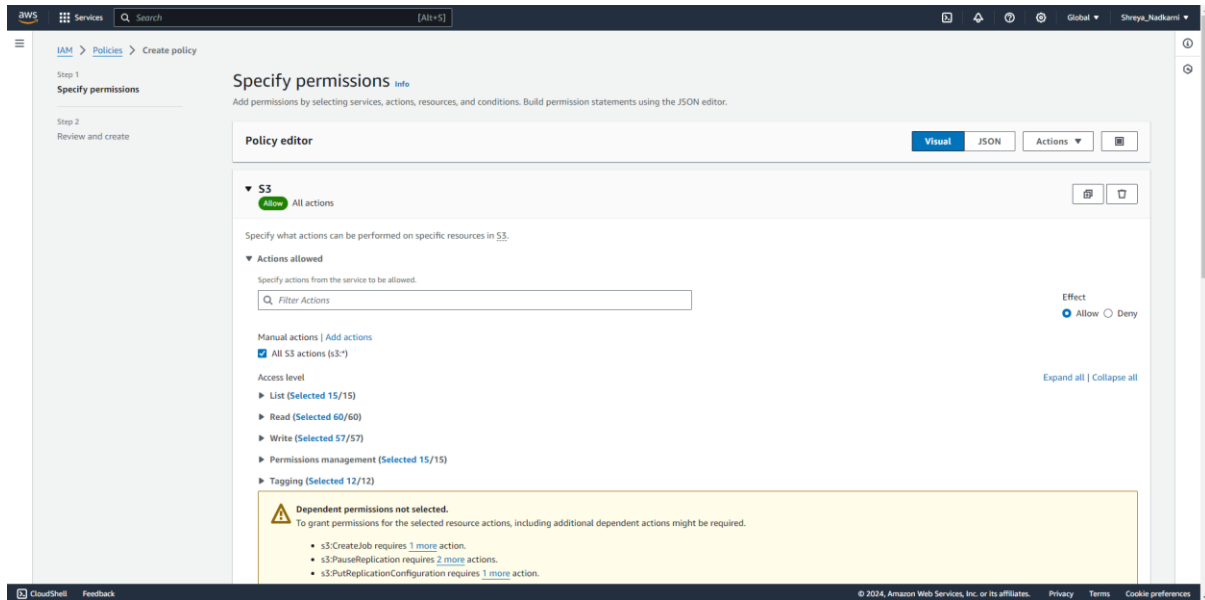 aws Services Search [Alt+S] Global Shreya_Nadkarni
IAM > Policies > Create policy
Step 1
Specify permissions
Step 2
Review and create
Specify permissions Info
Add permissions by selecting services, actions, resources, and conditions. Build permission statements using the JSON editor.
Policy editor Visual JSON Actions
S3
Allow All actions
Specify what actions can be performed on specific resources in S3.
Actions allowed
Specify actions from the service to be allowed.
Filter Actions
Effect
Allow Deny
Manual actions | Add actions
All S3 actions (s3:*)
Access level Expand all | Collapse all
List (Selected 15/15)
Read (Selected 60/60)
Write (Selected 57/57)
Permissions management (Selected 15/15)
Tagging (Selected 12/12)
Dependent permissions not selected.
To grant permissions for the selected resource actions, including additional dependent actions might be required.
• s3:CreateJob requires 1 more action.
• s3:PauseReplication requires 2 more actions.
• s3:PutReplicationConfiguration requires 1 more action.
CloudShell Feedback © 2024, Amazon Web Services, Inc. or its affiliates. Privacy Terms Cookie preferences